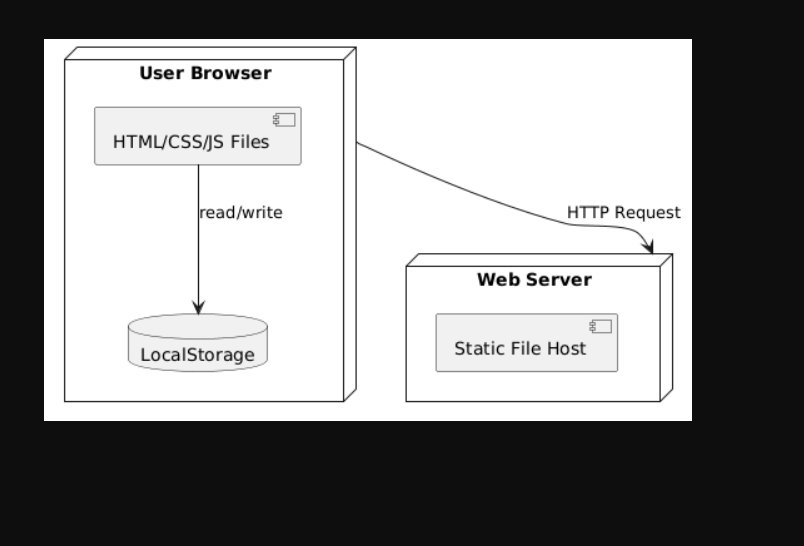 User Browser
HTML/CSS/JS Files
read/write
HTTP Request
Web Server
Static File Host
LocalStorage